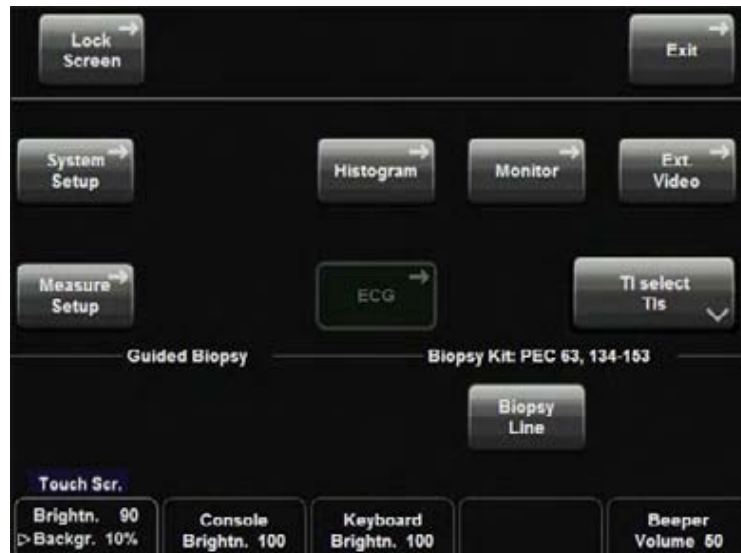 Lock
Screen
Exit
System
Setup
Histogram
Monitor
Ext.
Video
Measure
Setup
ECG
TI select
TIs
Guided Biopsy
Biopsy Kit: PEC 63, 134-153
Biopsy
Line
Touch Scr.
Brightn. 90
Backgr. 10%
Console
Brightn. 100
Keyboard
Brightn. 100
Beeper
Volume 50